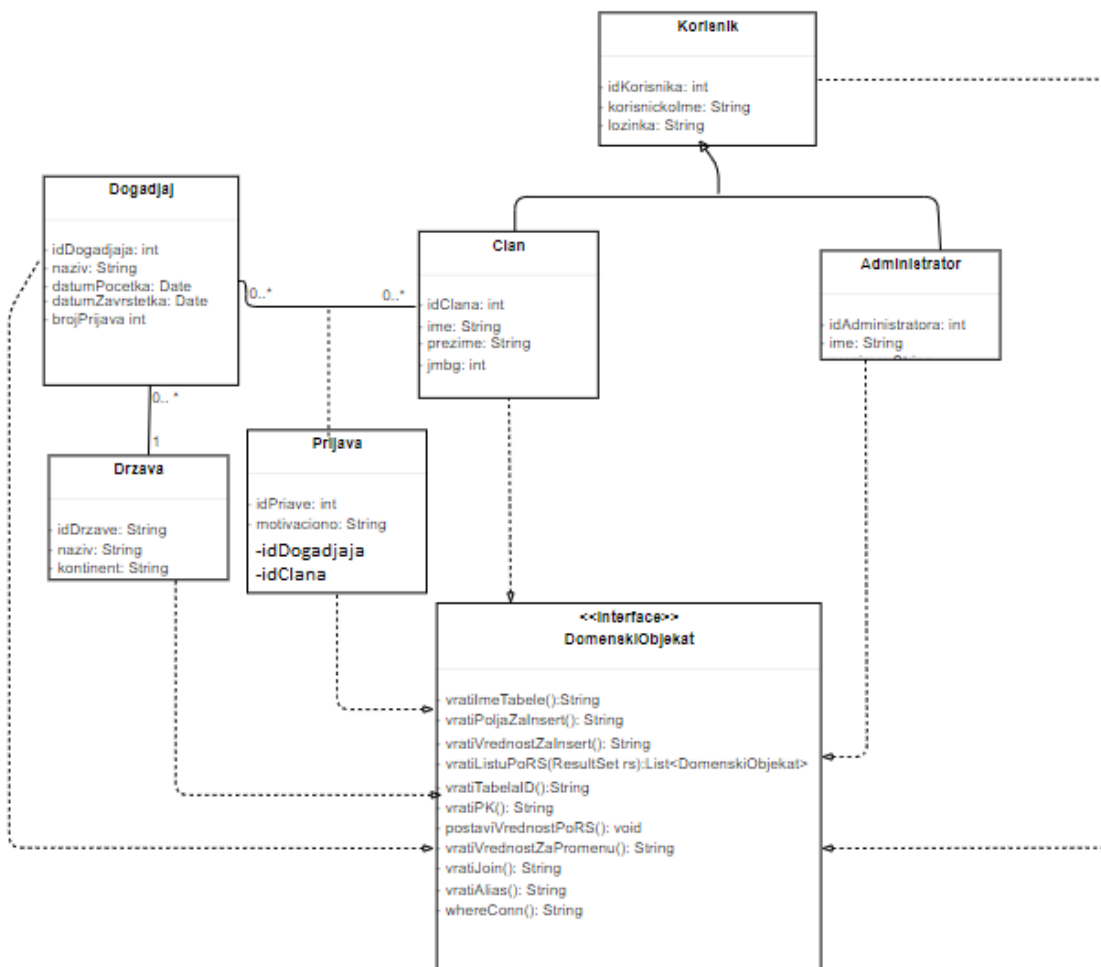 Korisnik
- idKorisnika: int
- korisnickoIme: String
- lozinka: String
Dogadjaj
- idDogadjaja: int
- naziv: String
- datumPocetka: Date
- datumZavrstetka: Date
- brojPrijava int
0..*
0..*
Clan
- idClana: int
- ime: String
- prezime: String
- jmbg: int
Administrator
- idAdministratora: int
- ime: String
0.. *
1
Drzava
- idDrzave: String
- naziv: String
- kontinent: String
Prijava
- idPriave: int
- motivaciono: String
-idDogadjaja
-idClana
<<Interface>>
DomenskiObjekat
- vratiImeTabele():String
- vratiPoljaZaInsert(): String
- vratiVrednostZaInsert(): String
- vratiListuPoRS(ResultSet rs):List<DomenskiObjekat>
- vratiTabelaID():String
- vratiPK(): String
- postaviVrednostPoRS(): void
- vratiVrednostZaPromenu(): String
- vratiJoin(): String
- vratiAlias(): String
- whereConn(): String